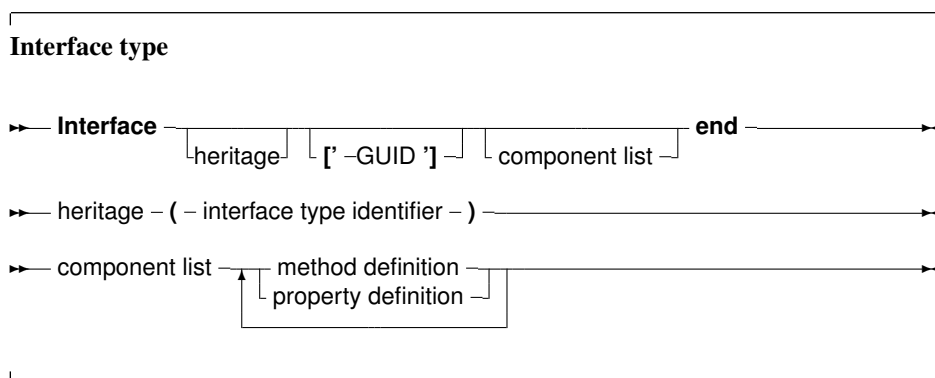 Interface type
Interface heritage [' GUID '] component list end
heritage ( interface type identifier )
component list method definition
property definition